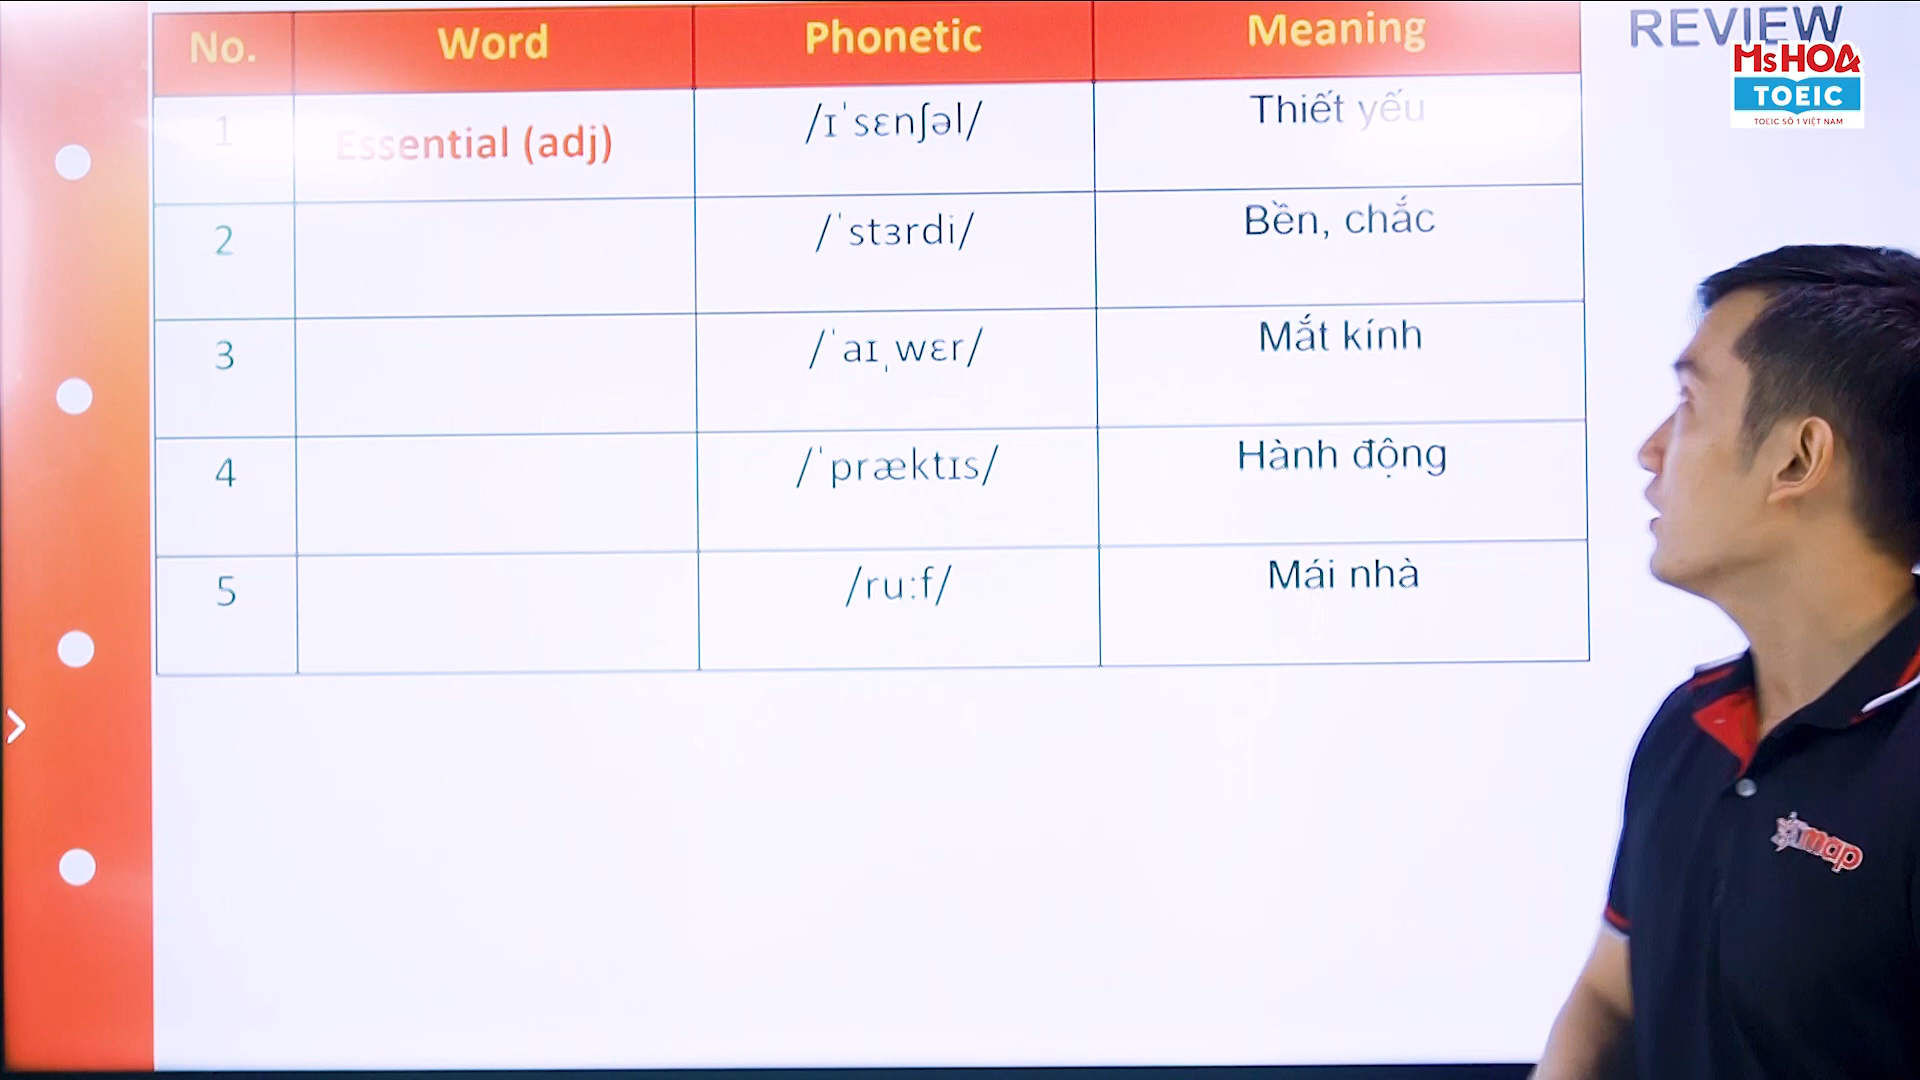 REVIEW
MsHOA
TOEIC
TOEIC SỐ 1 VIỆT NAM
No. Word Phonetic Meaning
1 Essential (adj) /ɪˈsɛnʃəl/ Thiết yếu
2 /ˈstɜrdi/ Bền, chắc
3 /ˈaɪˌwɛr/ Mắt kính
4 /ˈpræktɪs/ Hành động
5 /ru:f/ Mái nhà
map